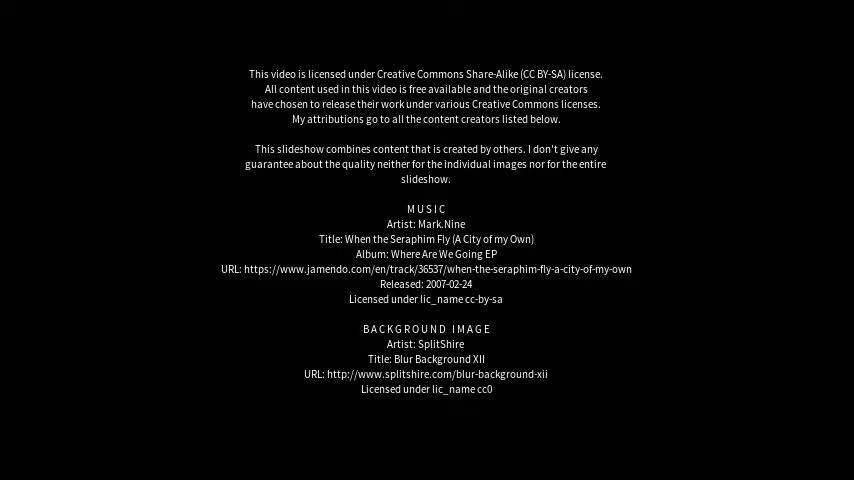 This video is licensed under Creative Commons Share-Alike (CC BY-SA) license.
All content used in this video is free available and the original creators
have chosen to release their work under various Creative Commons licenses.
My attributions go to all the content creators listed below.
This slideshow combines content that is created by others. I don't give any
guarantee about the quality neither for the individual images nor for the entire
slideshow.
MUSIC
Artist: Mark.Nine
Title: When the Seraphim Fly (A City of my Own)
Album: Where Are We Going EP
URL: https://www.jamendo.com/en/track/36537/when-the-seraphim-fly-a-city-of-my-own
Released: 2007-02-24
Licensed under lic_name cc-by-sa
BACKGROUND IMAGE
Artist: SplitShire
Title: Blur Background XII
URL: http://www.splitshire.com/blur-background-xii
Licensed under lic_name cc0